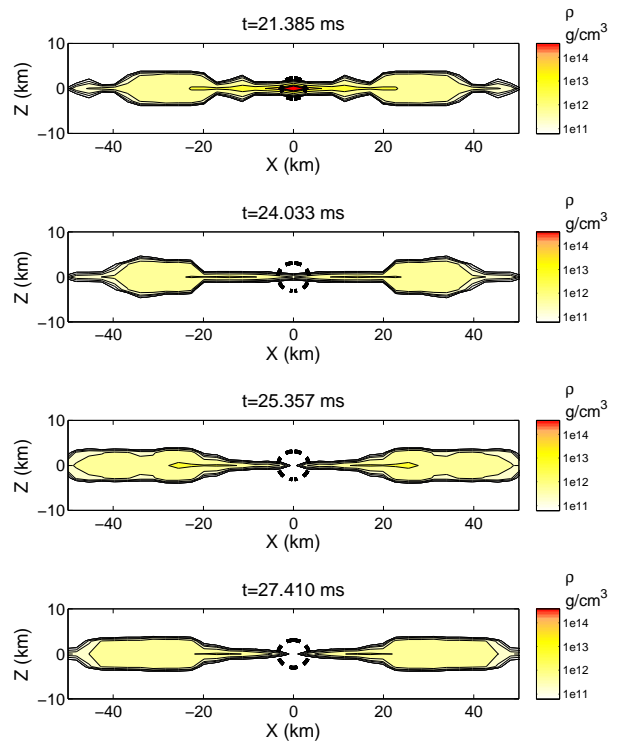 t=21.385 ms
ρ
g/cm³
10
0
−10
Z (km)
−40 −20 0 20 40
X (km)
1e14
1e13
1e12
1e11
t=24.033 ms
ρ
g/cm³
10
0
−10
Z (km)
−40 −20 0 20 40
X (km)
1e14
1e13
1e12
1e11
t=25.357 ms
ρ
g/cm³
10
0
−10
Z (km)
−40 −20 0 20 40
X (km)
1e14
1e13
1e12
1e11
t=27.410 ms
ρ
g/cm³
10
0
−10
Z (km)
−40 −20 0 20 40
X (km)
1e14
1e13
1e12
1e11